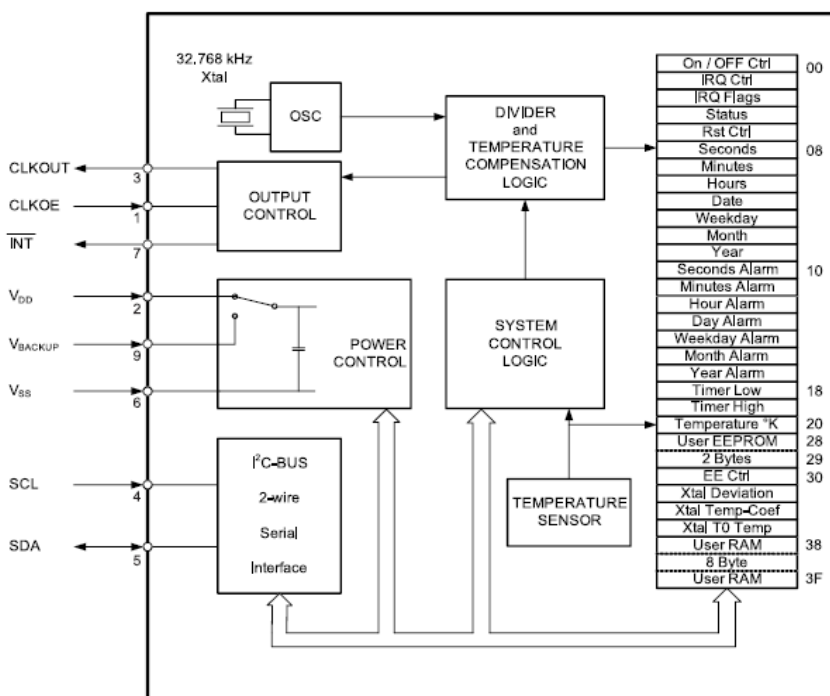 32.768 kHz
Xtal
OSC
DIVIDER
and
TEMPERATURE
COMPENSATION
LOGIC
CLKOUT
3
CLKOE
1
INT
7
OUTPUT
CONTROL
VDD
2
VBACKUP
9
VSS
6
POWER
CONTROL
SYSTEM
CONTROL
LOGIC
SCL
4
SDA
5
I²C-BUS
2-wire
Serial
Interface
TEMPERATURE
SENSOR
On / OFF Ctrl 00
IRQ Ctrl
IRQ Flags
Status
Rst Ctrl
Seconds 08
Minutes
Hours
Date
Weekday
Month
Year
Seconds Alarm 10
Minutes Alarm
Hour Alarm
Day Alarm
Weekday Alarm
Month Alarm
Year Alarm
Timer Low 18
Timer High
Temperature °K 20
User EEPROM 28
2 Bytes 29
EE Ctrl 30
Xtal Deviation
Xtal Temp-Coef
Xtal T0 Temp
User RAM 38
8 Byte
User RAM 3F